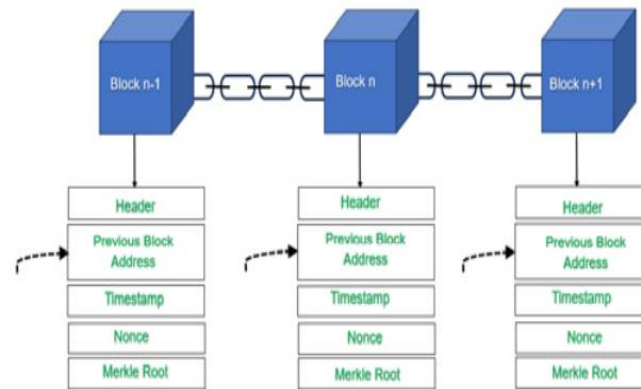 Block n-1
Block n
Block n+1
Header
Previous Block
Address
Timestamp
Nonce
Merkle Root
Header
Previous Block
Address
Timestamp
Nonce
Merkle Root
Header
Previous Block
Address
Timestamp
Nonce
Merkle Root